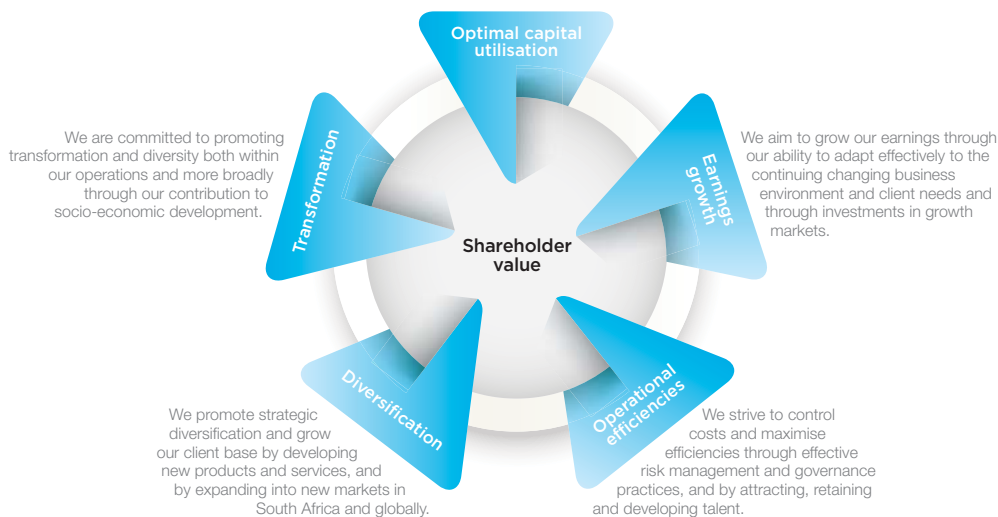 Optimal capital
utilisation
We are committed to promoting
transformation and diversity both within
our operations and more broadly
through our contribution to
socio-economic development.
Transformation
Earnings
growth
We aim to grow our earnings through
our ability to adapt effectively to the
continuing changing business
environment and client needs and
through investments in growth
markets.
Shareholder
value
Diversification
We promote strategic
diversification and grow
our client base by developing
new products and services, and
by expanding into new markets in
South Africa and globally.
Operational
efficiencies
We strive to control
costs and maximise
efficiencies through effective
risk management and governance
practices, and by attracting, retaining
and developing talent.